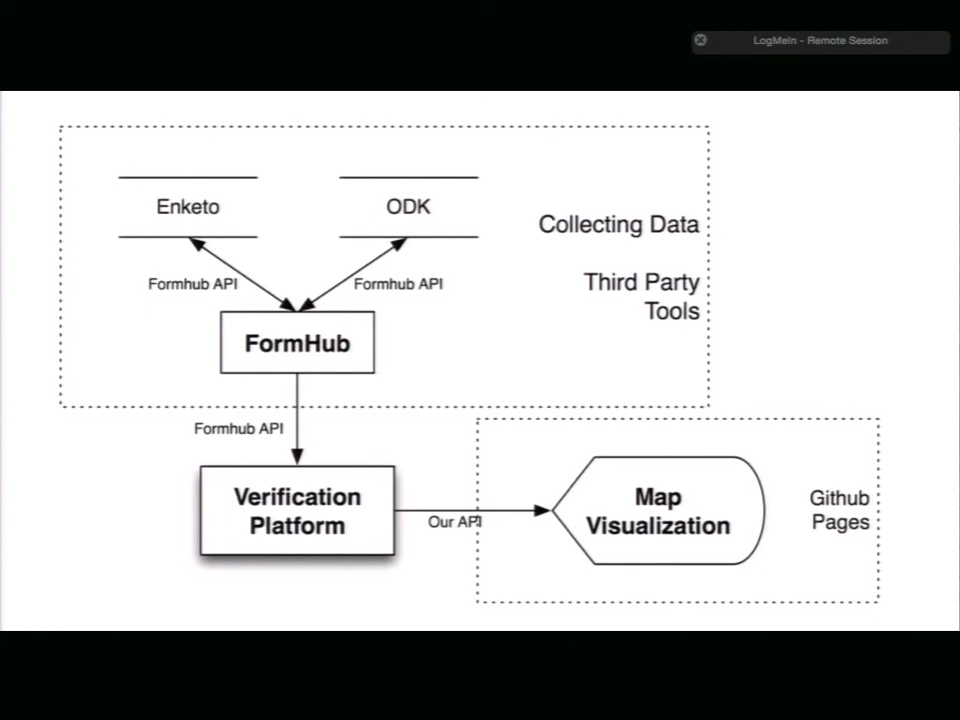 LogMeIn - Remote Session
Enketo
ODK
Collecting Data
Formhub API
Formhub API
Third Party
Tools
FormHub
Formhub API
Verification
Platform
Our API
Map
Visualization
Github
Pages